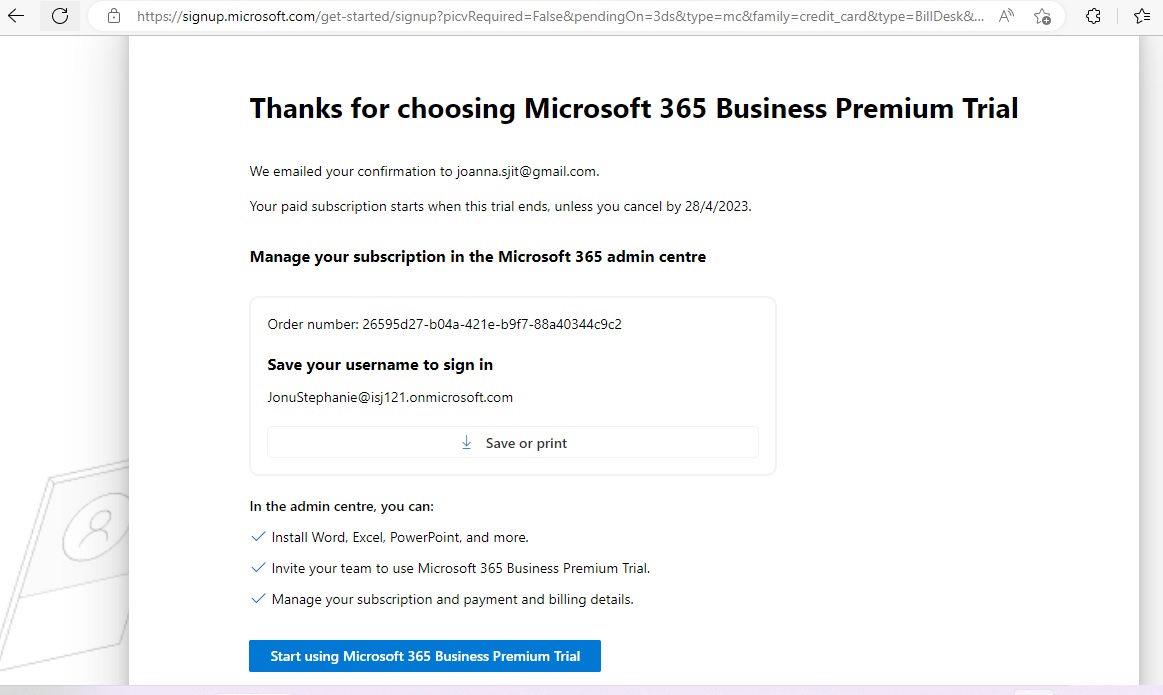 https://signup.microsoft.com/get-started/signup?picvRequired=False&pendingOn=3ds&type=mc&family=credit_card&type=BillDesk&...
Thanks for choosing Microsoft 365 Business Premium Trial
We emailed your confirmation to joanna.sjit@gmail.com.
Your paid subscription starts when this trial ends, unless you cancel by 28/4/2023.
Manage your subscription in the Microsoft 365 admin centre
Order number: 26595d27-b04a-421e-b9f7-88a40344c9c2
Save your username to sign in
JonuStephanie@isj121.onmicrosoft.com
Save or print
In the admin centre, you can:
Install Word, Excel, PowerPoint, and more.
Invite your team to use Microsoft 365 Business Premium Trial.
Manage your subscription and payment and billing details.
Start using Microsoft 365 Business Premium Trial